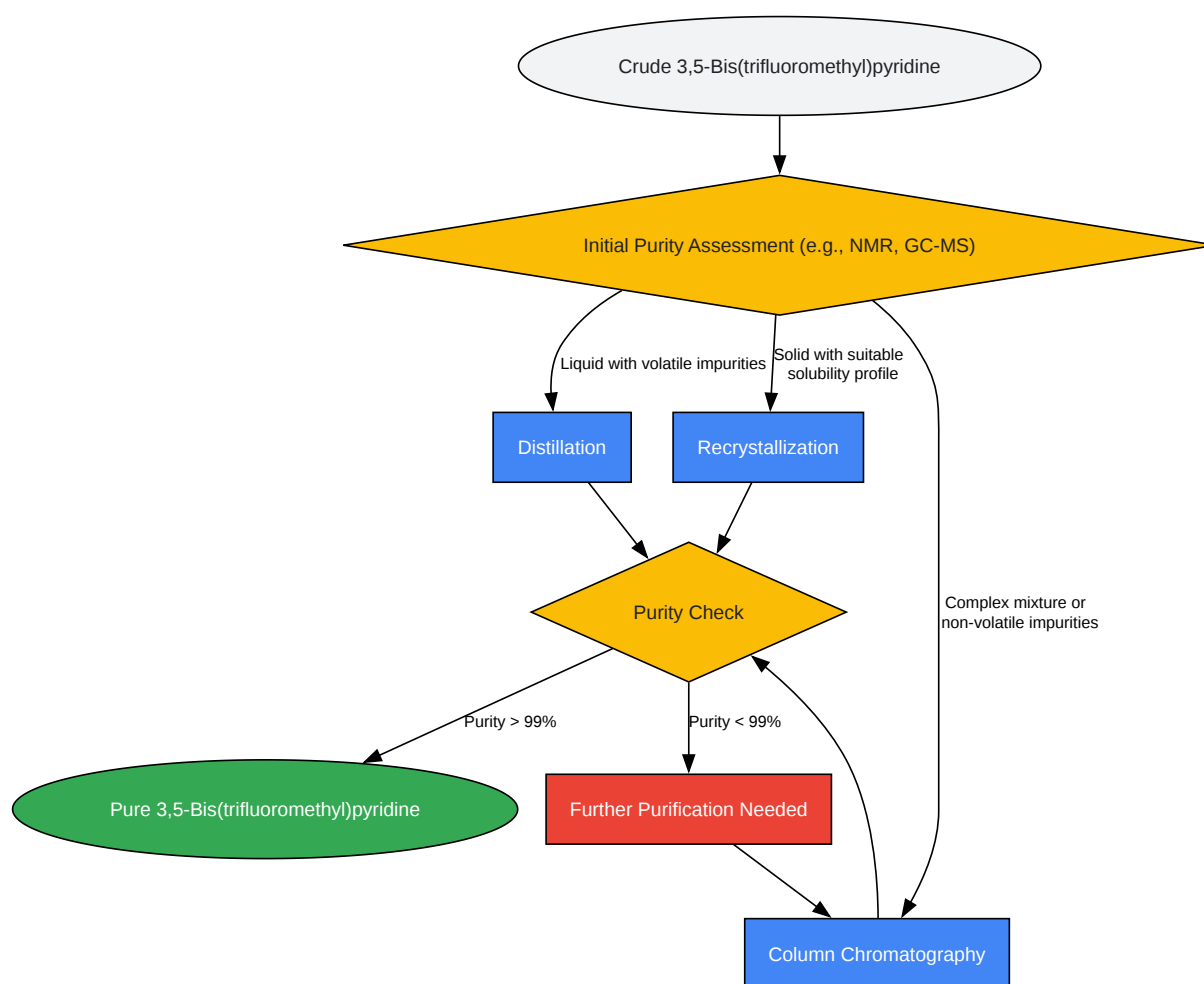 Crude 3,5-Bis(trifluoromethyl)pyridine
Initial Purity Assessment (e.g., NMR, GC-MS)
Liquid with volatile impurities
Solid with suitable
solubility profile
Distillation
Recrystallization
Complex mixture or
non-volatile impurities
Purity Check
Purity > 99%
Purity < 99%
Pure 3,5-Bis(trifluoromethyl)pyridine
Further Purification Needed
Column Chromatography